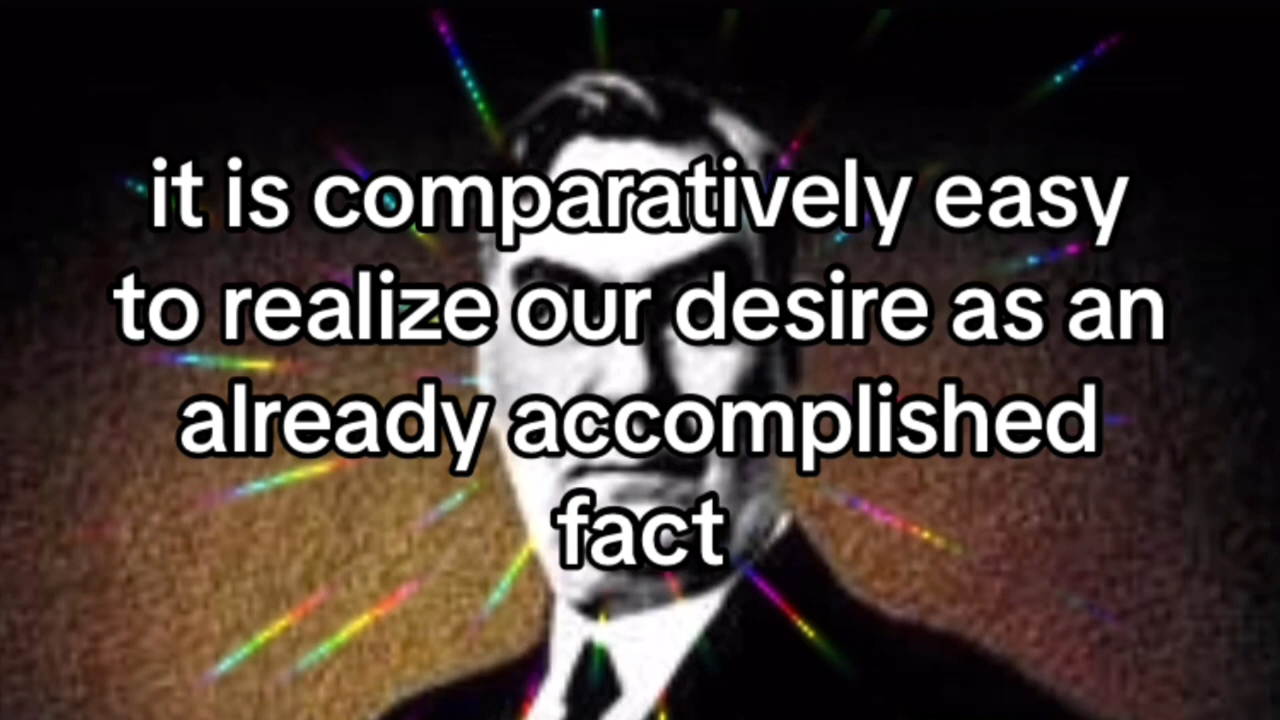 it is comparatively easy
to realize our desire as an
already accomplished
fact